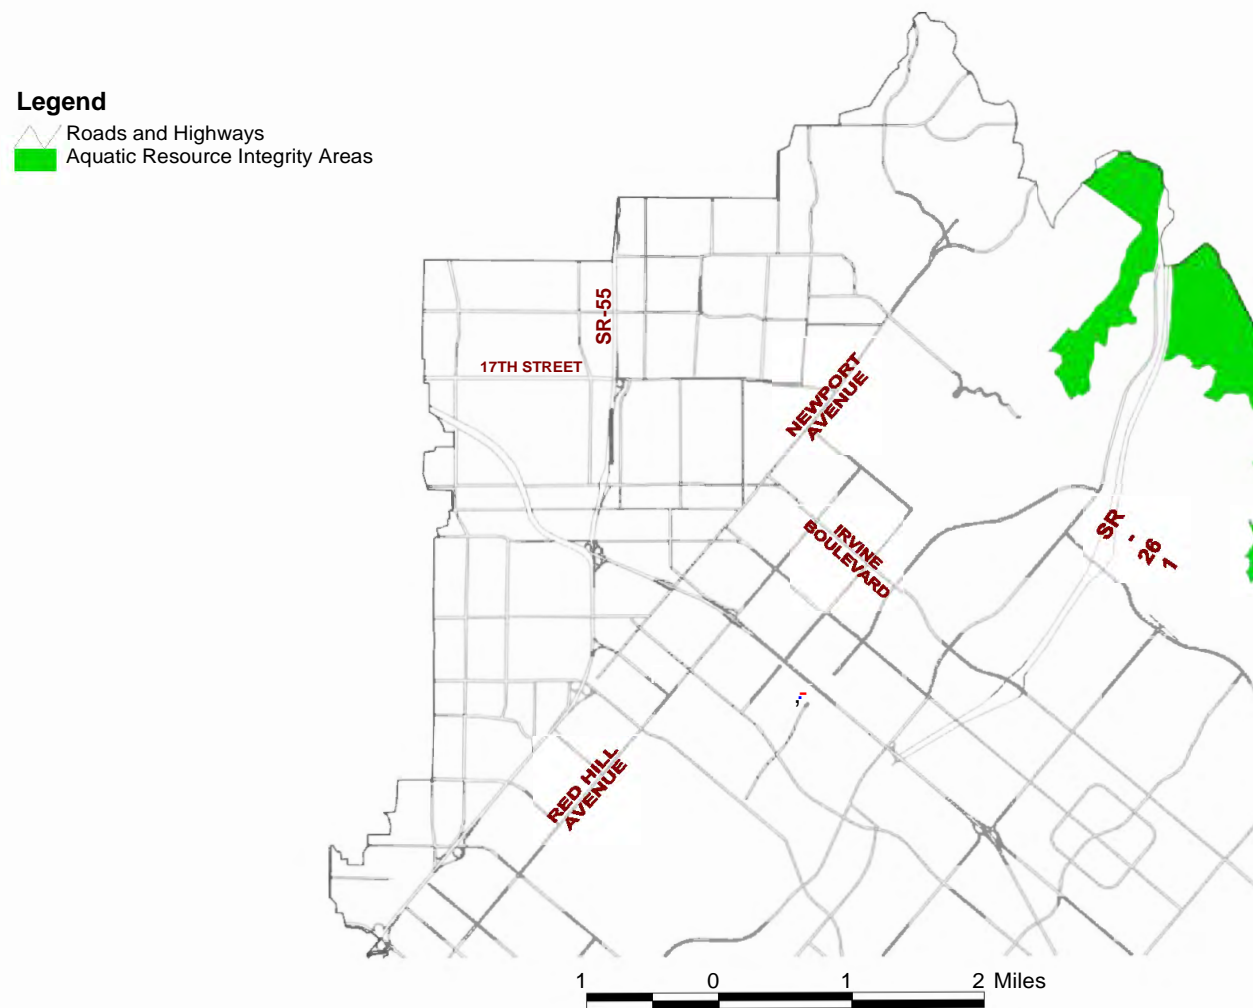 Legend
Roads and Highways
Aquatic Resource Integrity Areas
SR-55
17TH STREET
NEWPORT
AVENUE
SR - 261
IRVINE
BOULEVARD
RED HILL
AVENUE
1 0 1 2 Miles